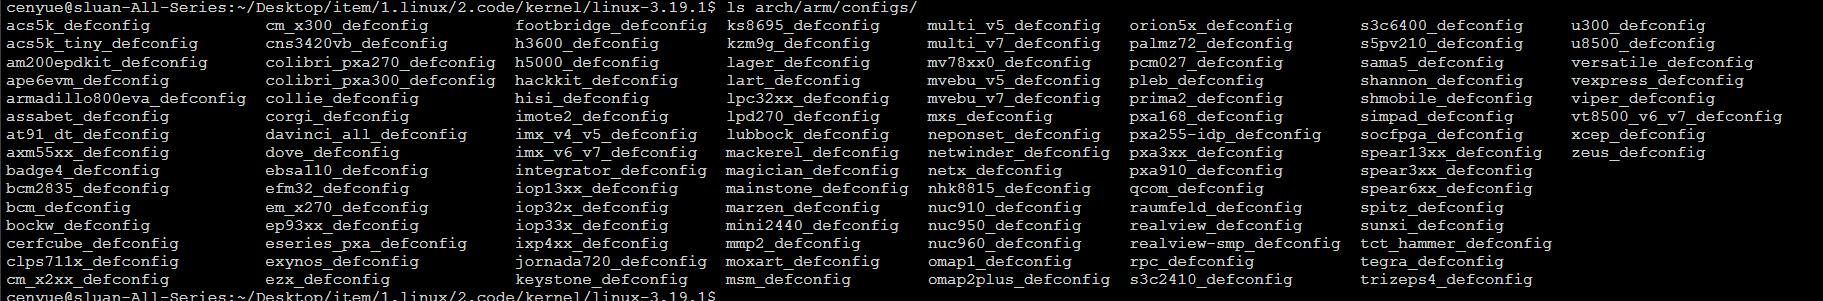 cenyue@sluan-All-Series:~/Desktop/item/1.linux/2.code/kernel/linux-3.19.1$ ls arch/arm/configs/
acs5k_defconfig cm_x300_defconfig footbridge_defconfig ks8695_defconfig multi_v5_defconfig orion5x_defconfig s3c6400_defconfig u300_defconfig
acs5k_tiny_defconfig cns3420vb_defconfig h3600_defconfig kzm9g_defconfig multi_v7_defconfig palmz72_defconfig s5pv210_defconfig u8500_defconfig
am200epdkit_defconfig colibri_pxa270_defconfig h5000_defconfig lager_defconfig mv78xx0_defconfig pcm027_defconfig sama5_defconfig versatile_defconfig
ape6evm_defconfig colibri_pxa300_defconfig hackkit_defconfig lart_defconfig mvebu_v5_defconfig pleb_defconfig shannon_defconfig vexpress_defconfig
armadillo800eva_defconfig collie_defconfig hisi_defconfig lpc32xx_defconfig mvebu_v7_defconfig prima2_defconfig shmobile_defconfig viper_defconfig
assabet_defconfig corgi_defconfig imote2_defconfig lpd270_defconfig mxs_defconfig pxa168_defconfig simpad_defconfig vt8500_v6_v7_defconfig
at91_dt_defconfig davinci_all_defconfig imx_v4_v5_defconfig lubbock_defconfig neponset_defconfig pxa255-idp_defconfig socfpga_defconfig xcep_defconfig
axm55xx_defconfig dove_defconfig imx_v6_v7_defconfig mackerel_defconfig netwinder_defconfig pxa3xx_defconfig spear13xx_defconfig zeus_defconfig
badge4_defconfig ebsa110_defconfig integrator_defconfig magician_defconfig netx_defconfig pxa910_defconfig spear3xx_defconfig
bcm2835_defconfig efm32_defconfig iop13xx_defconfig mainstone_defconfig nhk8815_defconfig qcom_defconfig spear6xx_defconfig
bcm_defconfig em_x270_defconfig iop32x_defconfig marzen_defconfig nuc910_defconfig raumfeld_defconfig spitz_defconfig
bockw_defconfig ep93xx_defconfig iop33x_defconfig mini2440_defconfig nuc950_defconfig realview_defconfig sunxi_defconfig
cerfcube_defconfig eseries_pxa_defconfig ixp4xx_defconfig mmp2_defconfig nuc960_defconfig realview-smp_defconfig tct_hammer_defconfig
clps711x_defconfig exynos_defconfig jornada720_defconfig moxart_defconfig omap1_defconfig rpc_defconfig tegra_defconfig
cm_x2xx_defconfig ezx_defconfig keystone_defconfig msm_defconfig omap2plus_defconfig s3c2410_defconfig trizeps4_defconfig
cenyue@sluan-All-Series:~/Desktop/item/1.linux/2.code/kernel/linux-3.19.1$